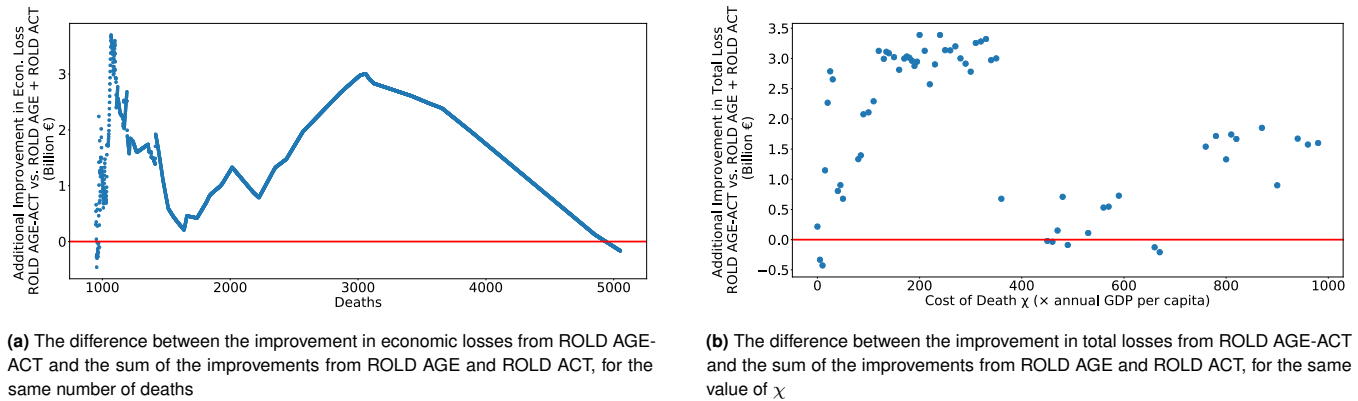 Additional Improvement in Econ. Loss
ROLD AGE-ACT vs. ROLD AGE + ROLD ACT
(Billion €)
3
2
1
0
1000 2000 3000 4000 5000
Deaths
(a) The difference between the improvement in economic losses from ROLD AGE-
ACT and the sum of the improvements from ROLD AGE and ROLD ACT, for the
same number of deaths
Additional Improvement in Total Loss
ROLD AGE-ACT vs. ROLD AGE + ROLD ACT
(Billion €)
3.5
3.0
2.5
2.0
1.5
1.0
0.5
0.0
−0.5
0 200 400 600 800 1000
Cost of Death χ (× annual GDP per capita)
(b) The difference between the improvement in total losses from ROLD AGE-ACT
and the sum of the improvements from ROLD AGE and ROLD ACT, for the same
value of χ